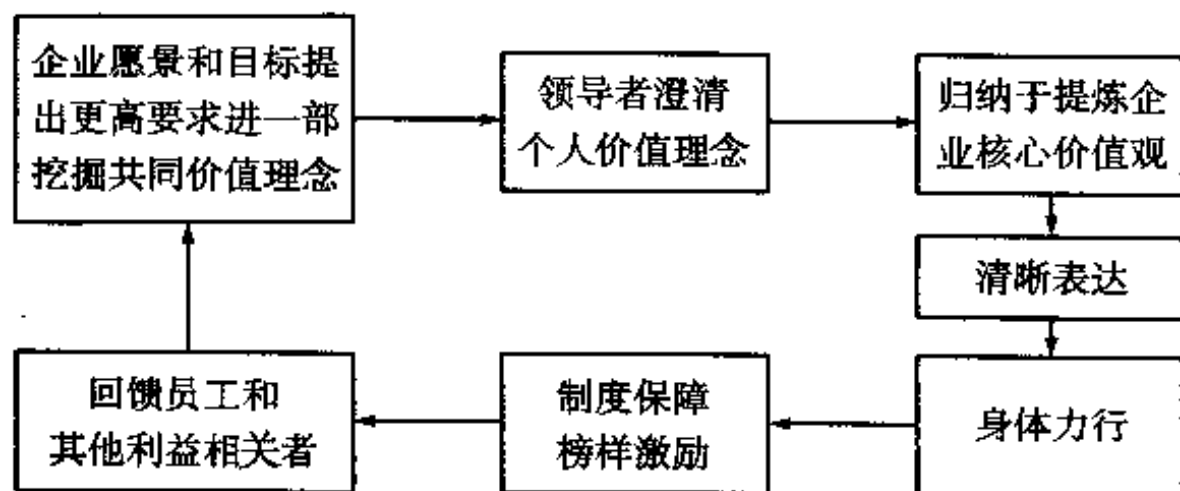 企业愿景和目标提
出更高要求进一部
挖掘共同价值理念
领导者澄清
个人价值理念
归纳于提炼企
业核心价值观
清晰表达
身体力行
制度保障
榜样激励
回馈员工和
其他利益相关者